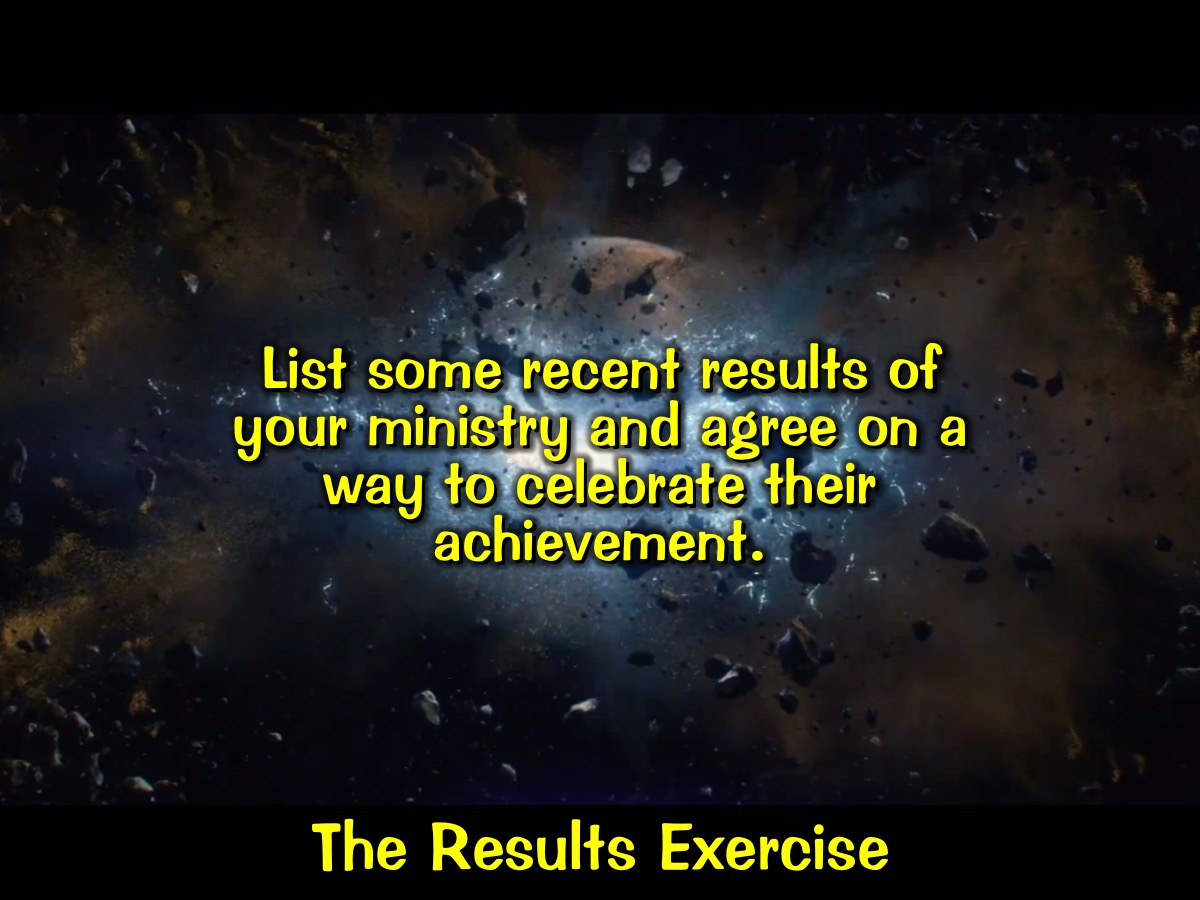 List some recent results of
your ministry and agree on a
way to celebrate their
achievement.
The Results Exercise